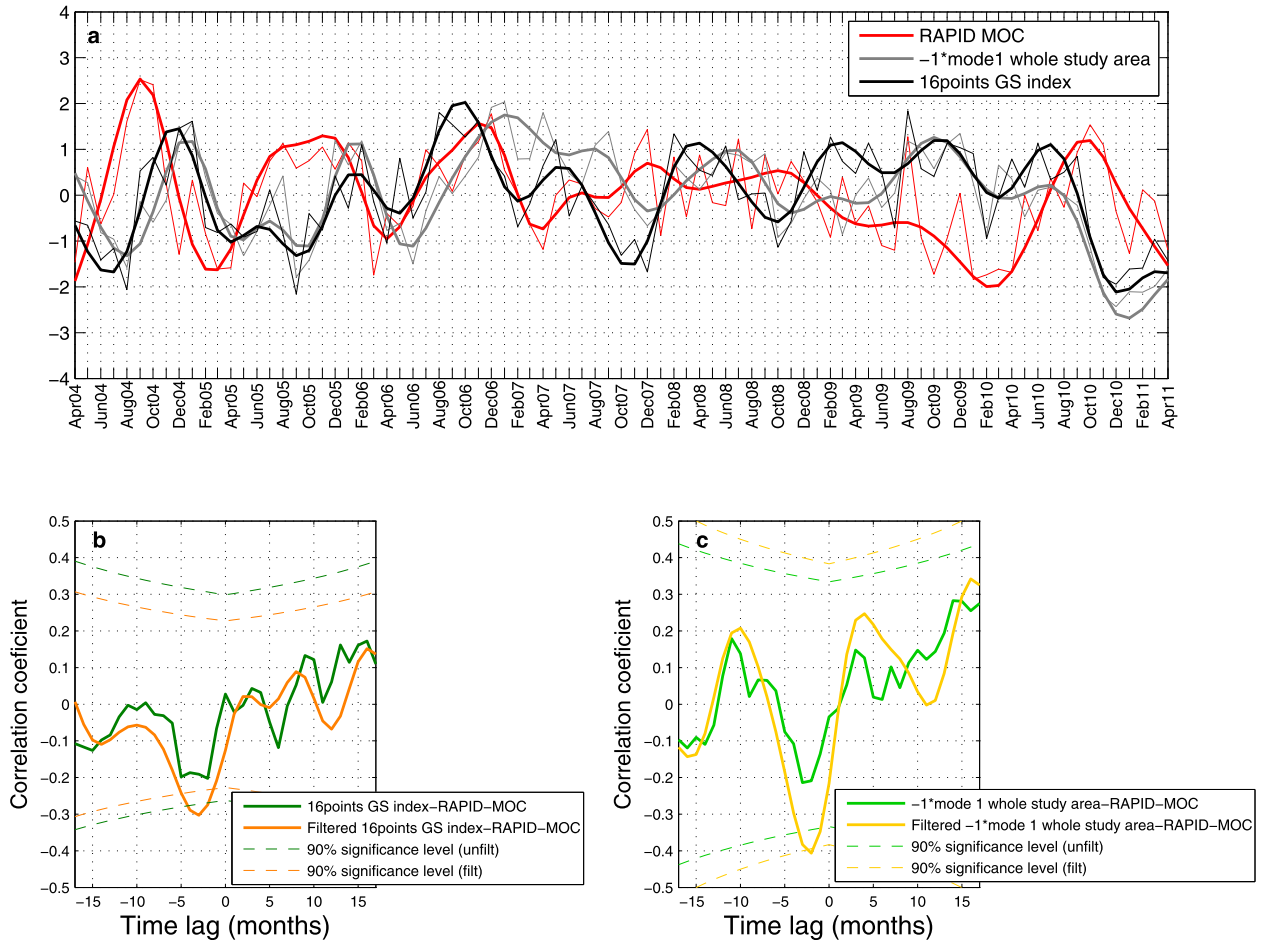 4
3
2
1
0
−1
−2
−3
−4
a
RAPID MOC
−1*mode1 whole study area
16points GS index
Apr04
Jun04
Aug04
Oct04
Dec04
Feb05
Apr05
Jun05
Aug05
Oct05
Dec05
Feb06
Apr06
Jun06
Aug06
Oct06
Dec06
Feb07
Apr07
Jun07
Aug07
Oct07
Dec07
Feb08
Apr08
Jun08
Aug08
Oct08
Dec08
Feb09
Apr09
Jun09
Aug09
Oct09
Dec09
Feb10
Apr10
Jun10
Aug10
Oct10
Dec10
Feb11
Apr11
b
Correlation coeficient
0.5
0.4
0.3
0.2
0.1
0
−0.1
−0.2
−0.3
−0.4
−0.5
16points GS index−RAPID−MOC
Filtered 16points GS index−RAPID−MOC
90% significance level (unfilt)
90% significance level (filt)
−15 −10 −5 0 5 10 15
Time lag (months)
c
Correlation coeficient
0.5
0.4
0.3
0.2
0.1
0
−0.1
−0.2
−0.3
−0.4
−0.5
−1*mode 1 whole study area−RAPID−MOC
Filtered −1*mode 1 whole study area−RAPID−MOC
90% significance level (unfilt)
90% significance level (filt)
−15 −10 −5 0 5 10 15
Time lag (months)